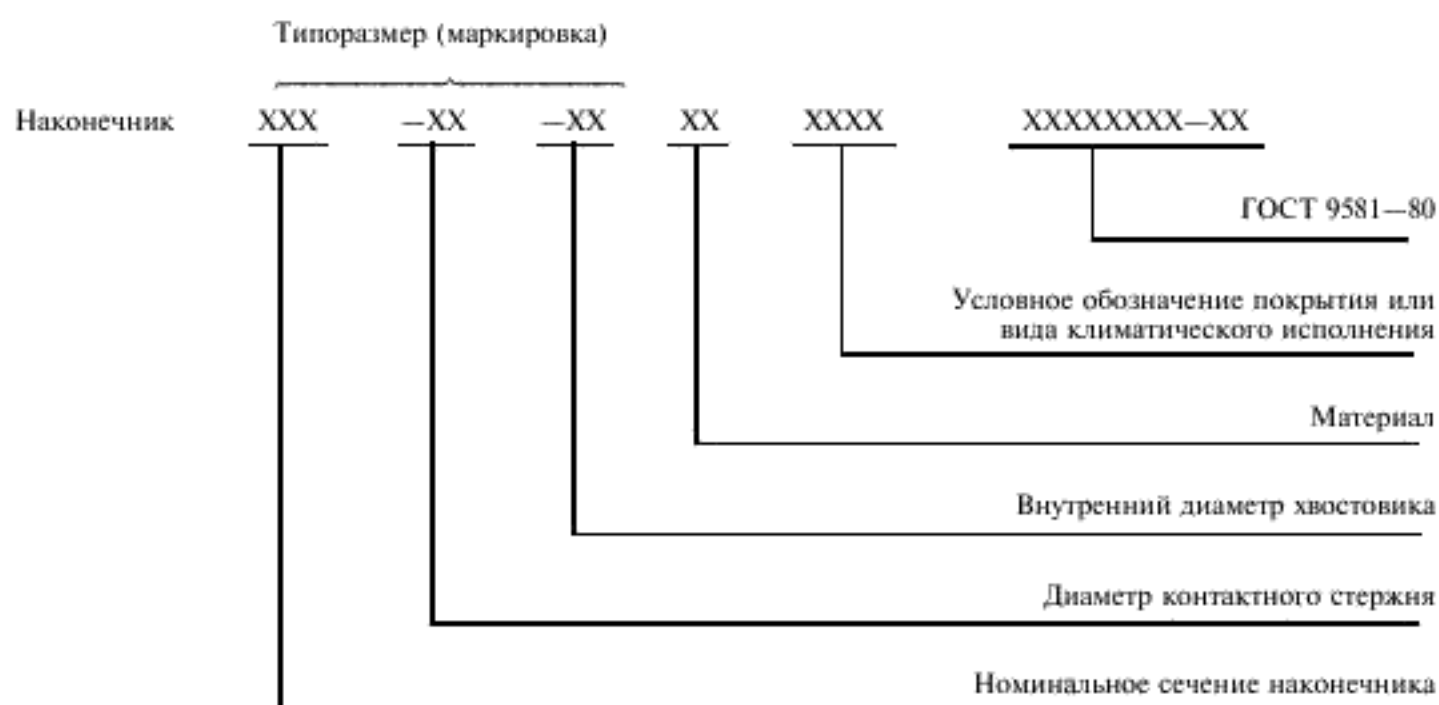 Типоразмер (маркировка)
Наконечник XXX —XX —XX XX XXXX XXXXXXXX—XX
ГОСТ 9581—80
Условное обозначение покрытия или
вида климатического исполнения
Материал
Внутренний диаметр хвостовика
Диаметр контактного стержня
Номинальное сечение наконечника